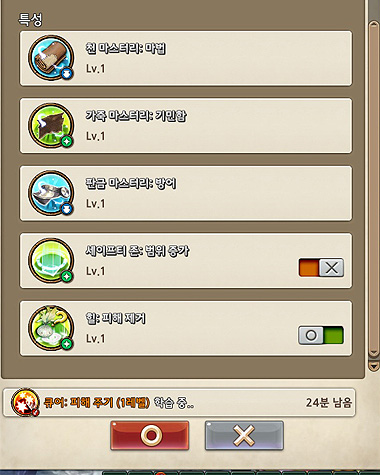 특성
천 마스터리: 마법
Lv.1
가죽 마스터리: 기민함
Lv.1
판금 마스터리: 방어
Lv.1
세이프티 존: 범위 증가
Lv.1
힐: 피해 제거
Lv.1
큐어: 피해 주기 (1레벨) 학습 중..
24분 남음